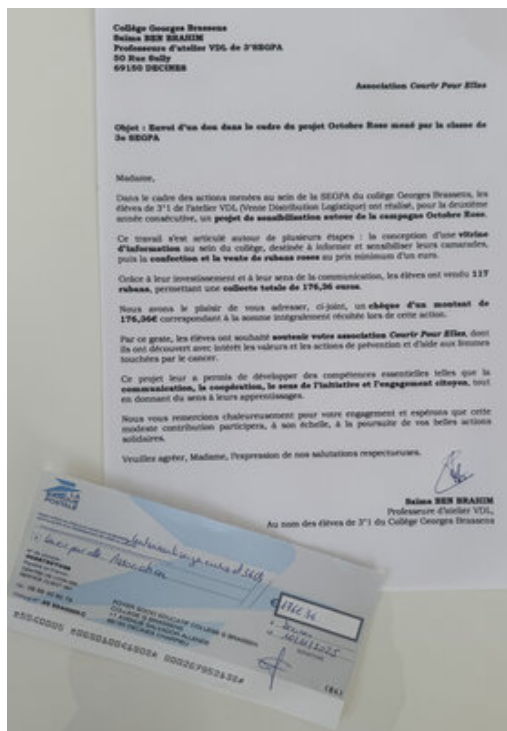 Collège Georges Brassens
Saima BEN BRAHIM
Professeure d'atelier VDL de 3°SEGPA
50 Rue Sully
69150 DECINES
Association Courir Pour Elles
Objet : Envoi d'un don dans le cadre du projet Octobre Rose mené par la classe de
3e SEGPA
Madame,
Dans le cadre des actions menées au sein de la SEGPA du collège Georges Brassens, les
élèves de 3°1 de l'atelier VDL (Vente Distribution Logistique) ont réalisé, pour la deuxième
année consécutive, un projet de sensibilisation autour de la campagne Octobre Rose.
Ce travail s'est articulé autour de plusieurs étapes : la conception d'une vitrine
d'information au sein du collège, destinée à informer et sensibiliser leurs camarades,
puis la confection et la vente de rubans roses au prix minimum d'un euro.
Grâce à leur investissement et à leur sens de la communication, les élèves ont vendu 117
rubans, permettant une collecte totale de 176,36 euros.
Nous avons le plaisir de vous adresser, ci-joint, un chèque d'un montant de
176,36€ correspondant à la somme intégralement récoltée lors de cette action.
Par ce geste, les élèves ont souhaité soutenir votre association Courir Pour Elles, dont
ils ont découvert avec intérêt les valeurs et les actions de prévention et d'aide aux femmes
touchées par le cancer.
Ce projet leur a permis de développer des compétences essentielles telles que la
communication, la coopération, le sens de l'initiative et l'engagement citoyen, tout
en donnant du sens à leurs apprentissages.
Nous vous remercions chaleureusement pour votre engagement et espérons que cette
modeste contribution participera, à son échelle, à la poursuite de vos belles actions
solidaires.
Veuillez agréer, Madame, l'expression de nos salutations respectueuses.
Saima BEN BRAHIM
Professeure d'atelier VDL,
Au nom des élèves de 3°1 du Collège Georges Brassens
LA
POSTALE
Association
€ 176€36
FOYER SOCIO EDUCATIF COLLEGE G BRASSENS
COLLEGE G BRASSENS
AVENUE SALVADOR ALLENDE